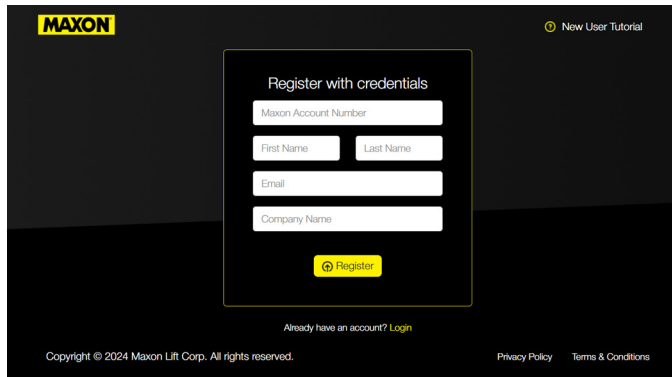 MAXON
New User Tutorial
Register with credentials
Maxon Account Number
First Name Last Name
Email
Company Name
Register
Already have an account? Login
Copyright © 2024 Maxon Lift Corp. All rights reserved.
Privacy Policy Terms & Conditions